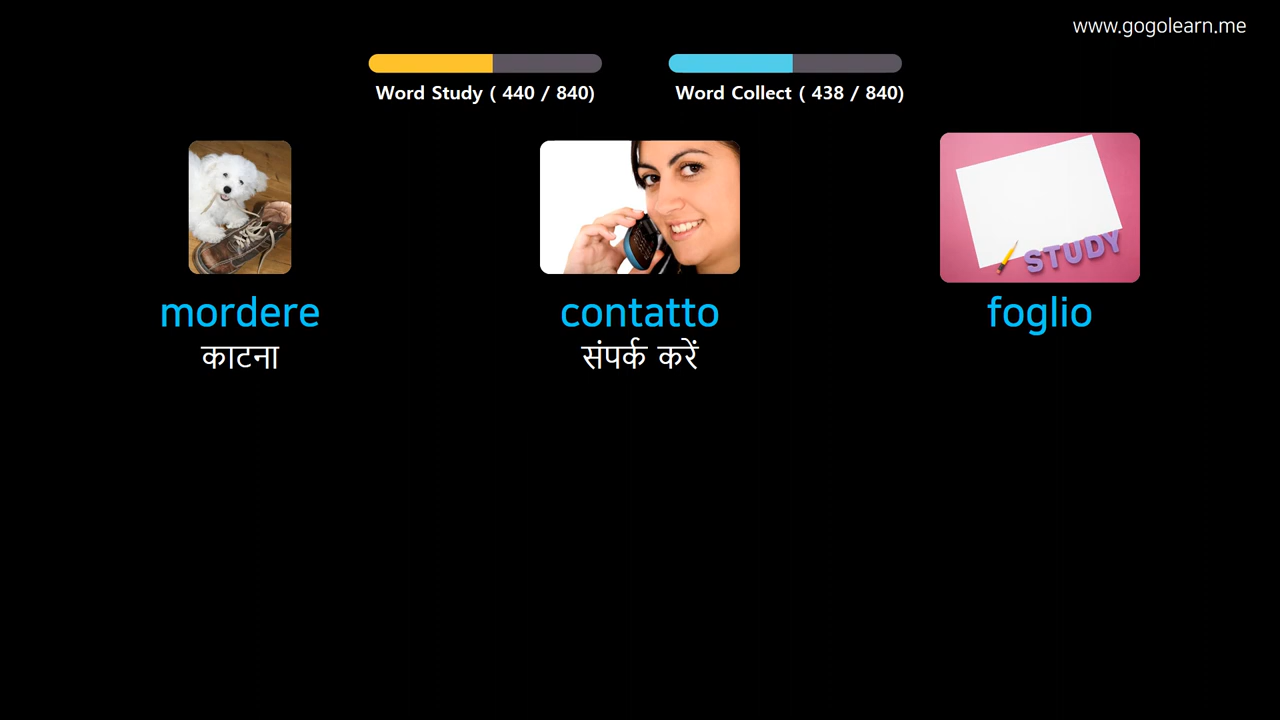 www.gogolearn.me
Word Study ( 440 / 840)
Word Collect ( 438 / 840)
STUDY
mordere
contatto
foglio
काटना
संपर्क करें